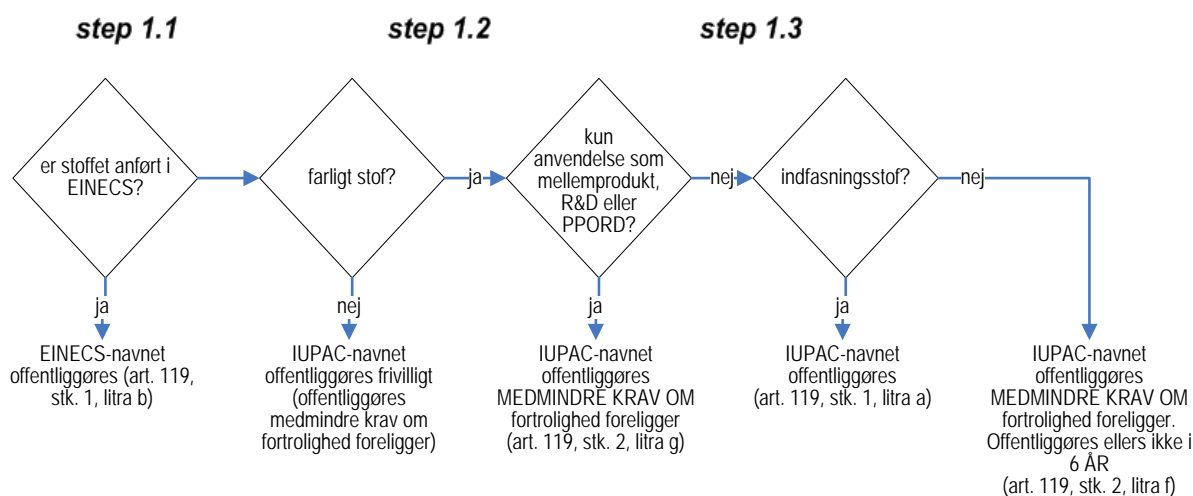 step 1.1
step 1.2
step 1.3
er stoffet anført i
EINECS?
farligt stof?
ja
kun
anvendelse som
mellemprodukt,
R&D eller
PPORD?
nej
indfasningsstof?
nej
ja
EINECS-navnet
offentliggøres (art. 119,
stk. 1, litra b)
nej
IUPAC-navnet
offentliggøres frivilligt
(offentliggøres
medmindre krav om
fortrolighed foreligger)
ja
IUPAC-navnet
offentliggøres
MEDMINDRE KRAV OM
fortrolighed foreligger
(art. 119, stk. 2, litra g)
ja
IUPAC-navnet
offentliggøres
(art. 119, stk. 1, litra a)
IUPAC-navnet
offentliggøres
MEDMINDRE KRAV OM
fortrolighed foreligger.
Offentliggøres ellers ikke i
6 ÅR
(art. 119, stk. 2, litra f)